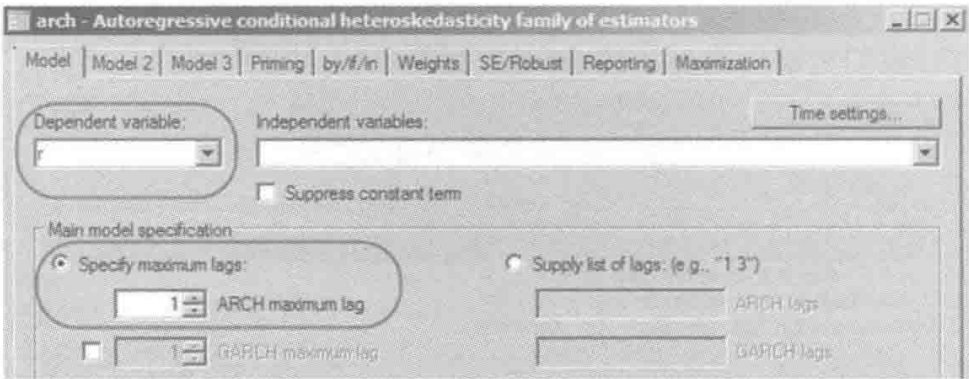 arch - Autoregressive conditional heteroskedasticity family of estimators
Model Model 2 Model 3 Priming by/if/in Weights SE/Robust Reporting Maximization
Dependent variable: Independent variables: Time settings...
r
Suppress constant term
Main model specification
Specify maximum lags: Supply list of lags: (e.g., "1 3")
1 ARCH maximum lag ARCH lags
1 GARCH maximum lag GARCH lags